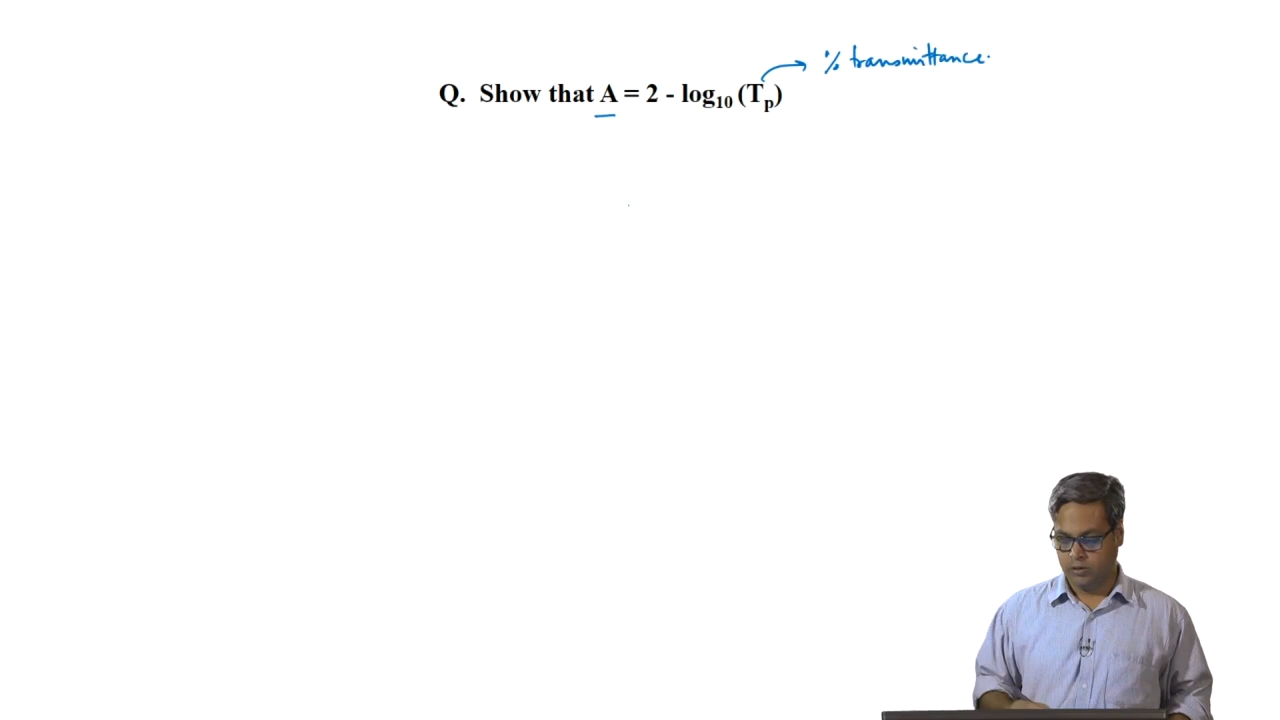 % transmittance.
Q. Show that A = 2 - log₁₀ (Tₚ)